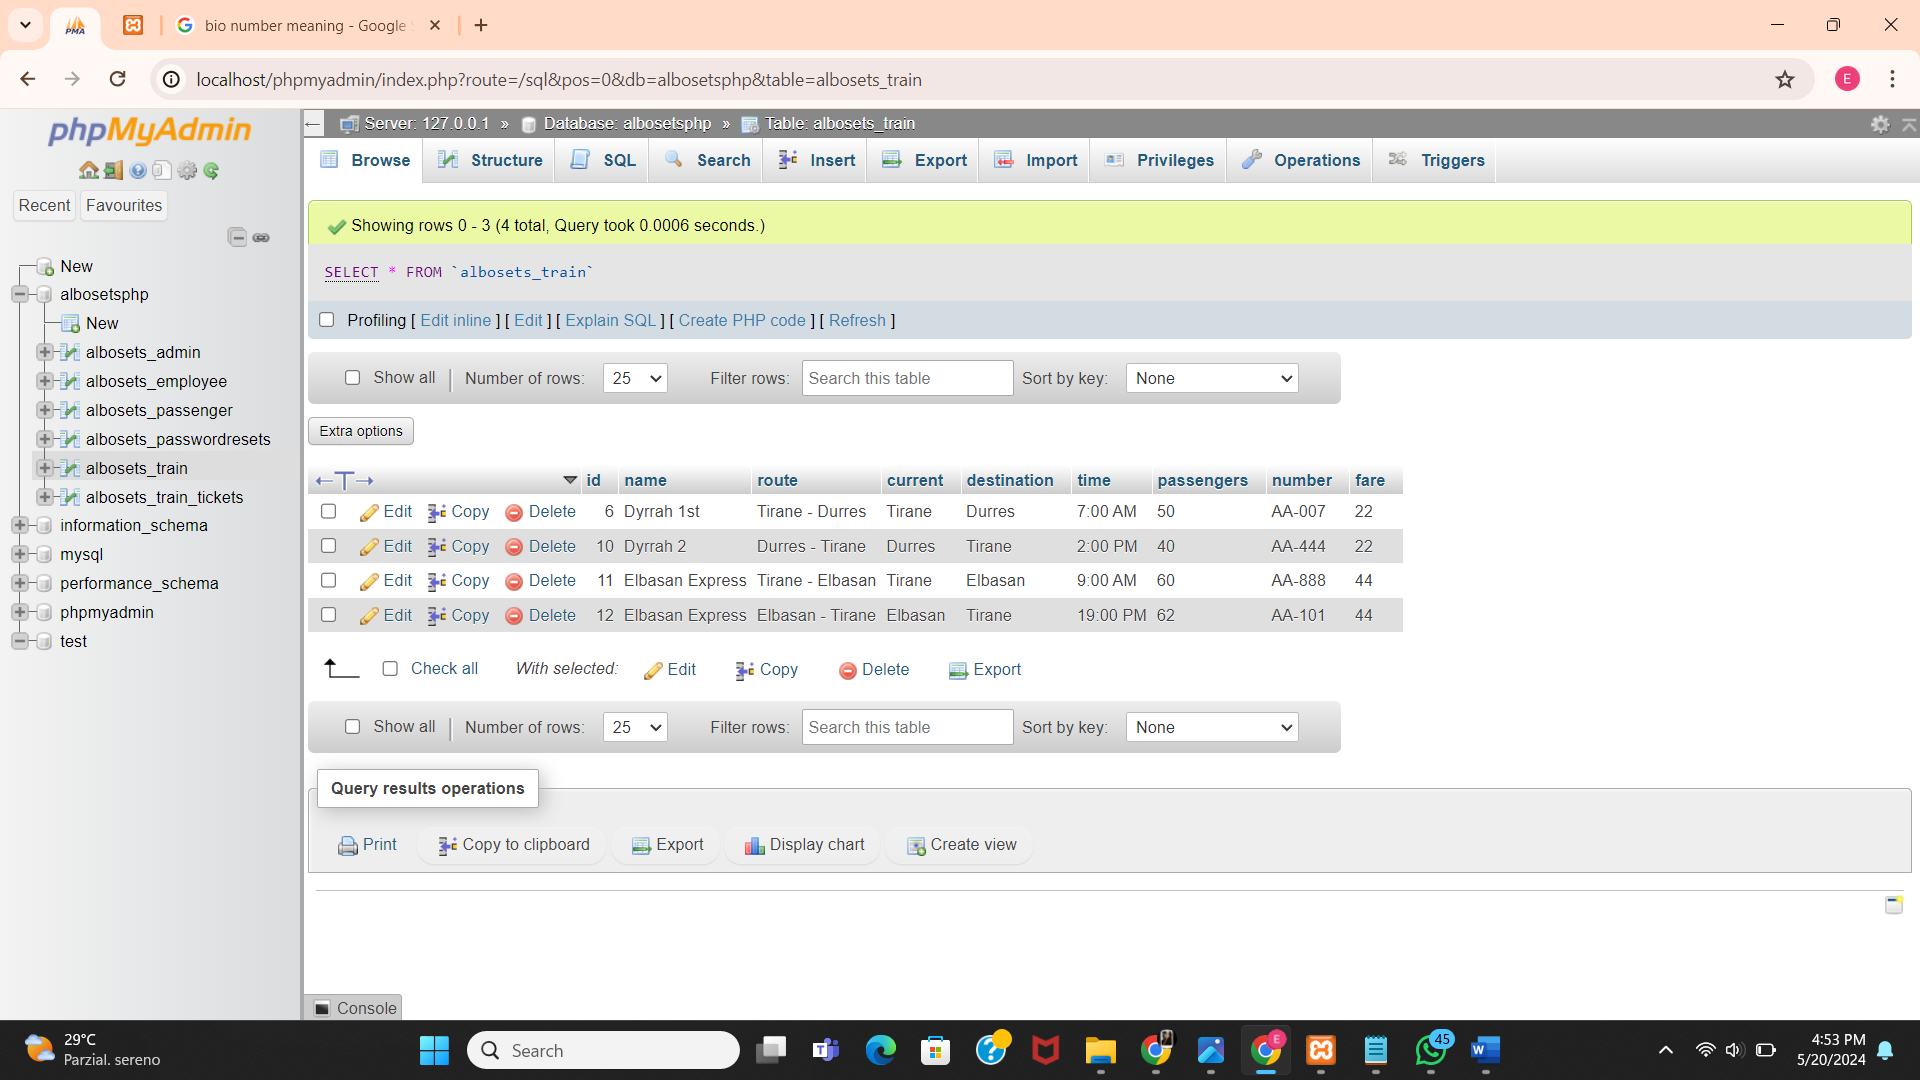 PMA
bio number meaning - Google S
localhost/phpmyadmin/index.php?route=/sql&pos=0&db=albosetsphp&table=albosets_train
E
phpMyAdmin
Recent Favourites
New
albosetsphp
New
albosets_admin
albosets_employee
albosets_passenger
albosets_passwordresets
albosets_train
albosets_train_tickets
information_schema
mysql
performance_schema
phpmyadmin
test
Server: 127.0.0.1 » Database: albosetsphp » Table: albosets_train
Browse Structure SQL Search Insert Export Import Privileges Operations Triggers
Showing rows 0 - 3 (4 total, Query took 0.0006 seconds.)
SELECT * FROM `albosets_train`
Profiling [ Edit inline ] [ Edit ] [ Explain SQL ] [ Create PHP code ] [ Refresh ]
Show all Number of rows: 25 Filter rows: Search this table Sort by key: None
Extra options
id name route current destination time passengers number fare
Edit Copy Delete 6 Dyrrah 1st Tirane - Durres Tirane Durres 7:00 AM 50 AA-007 22
Edit Copy Delete 10 Dyrrah 2 Durres - Tirane Durres Tirane 2:00 PM 40 AA-444 22
Edit Copy Delete 11 Elbasan Express Tirane - Elbasan Tirane Elbasan 9:00 AM 60 AA-888 44
Edit Copy Delete 12 Elbasan Express Elbasan - Tirane Elbasan Tirane 19:00 PM 62 AA-101 44
Check all With selected: Edit Copy Delete Export
Show all Number of rows: 25 Filter rows: Search this table Sort by key: None
Query results operations
Print Copy to clipboard Export Display chart Create view
Console
29°C
Parzial. sereno
Search
E
45
4:53 PM
5/20/2024